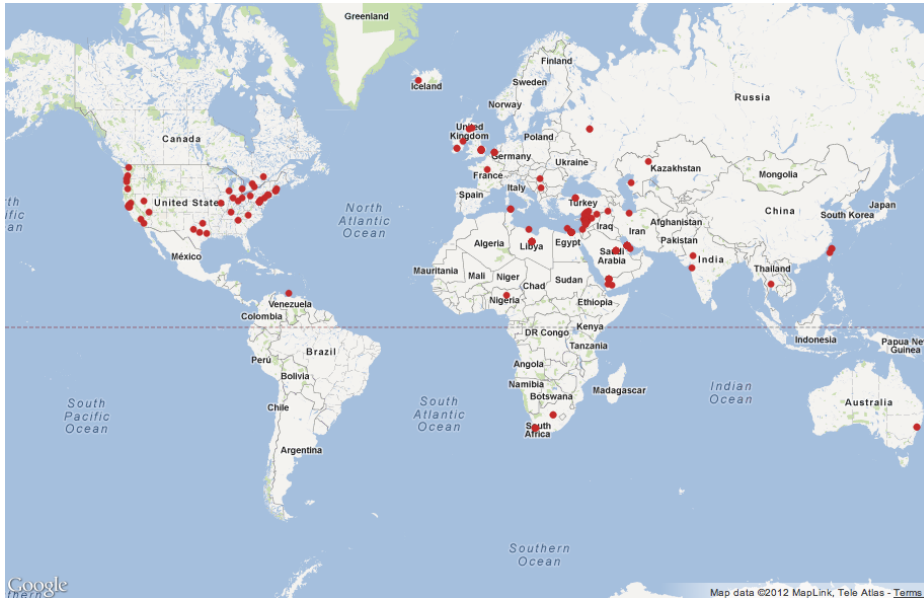 Greenland
Iceland
Finland
Sweden
Norway
Russia
United
Kingdom
Poland
Canada
Germany
Ukraine
Kazakhstan
France
Mongolia
Italy
Spain
Turkey
United States
North
Atlantic
Ocean
China
South Korea
Japan
Iraq
Iran
Afghanistan
Pakistan
Algeria
Libya
Egypt
Saudi
Arabia
India
México
Mauritania
Mali
Niger
Chad
Sudan
Thailand
Nigeria
Ethiopia
Venezuela
Colombia
DR Congo
Kenya
Tanzania
Indonesia
Papua New
Guinea
Perú
Brazil
Bolivia
Angola
Namibia
Botswana
Madagascar
Indian
Ocean
Australia
South
Pacific
Ocean
Chile
South
Atlantic
Ocean
South
Africa
Argentina
Southern
Ocean
Google
Map data ©2012 MapLink, Tele Atlas - Terms